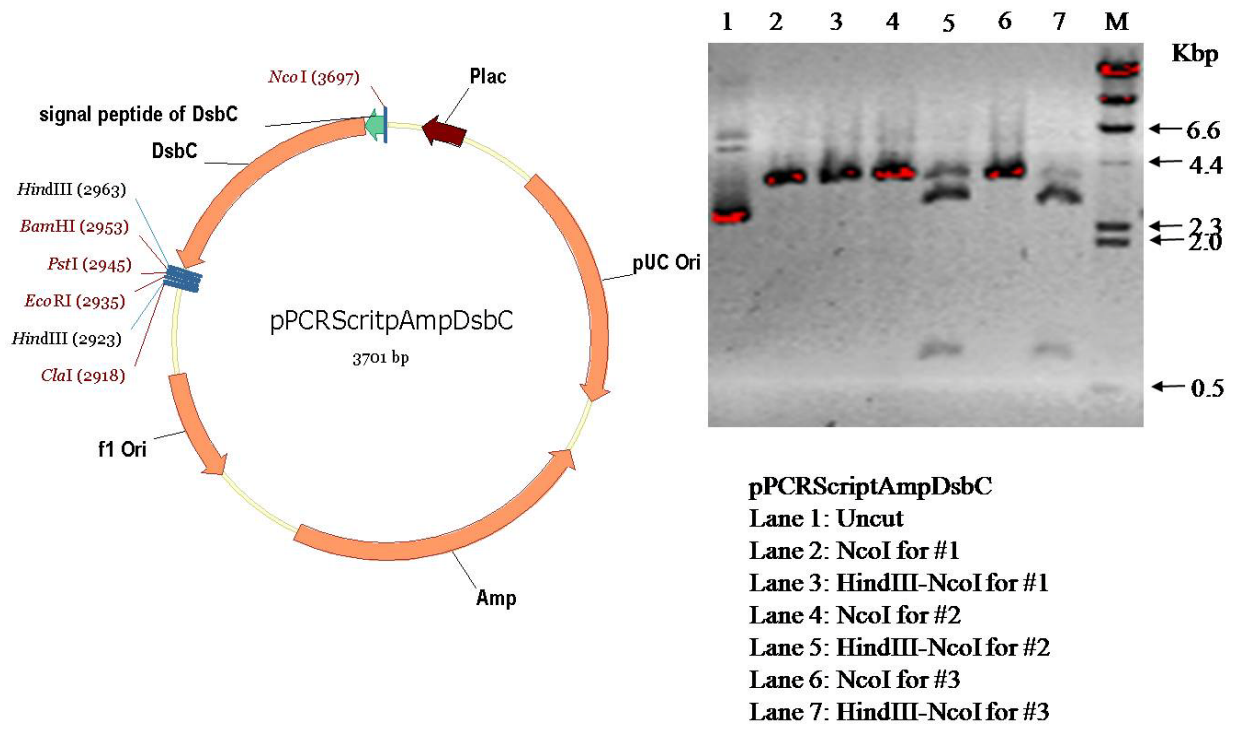 NcoI (3697)
Plac
signal peptide of DsbC
DsbC
HindIII (2963)
BamHI (2953)
PstI (2945)
EcoRI (2935)
HindIII (2923)
ClaI (2918)
pUC Ori
pPCRScritpAmpDsbC
3701 bp
f1 Ori
Amp
1 2 3 4 5 6 7 M
Kbp
6.6
4.4
2.3
2.0
0.5
pPCRScriptAmpDsbC
Lane 1: Uncut
Lane 2: NcoI for #1
Lane 3: HindIII-NcoI for #1
Lane 4: NcoI for #2
Lane 5: HindIII-NcoI for #2
Lane 6: NcoI for #3
Lane 7: HindIII-NcoI for #3